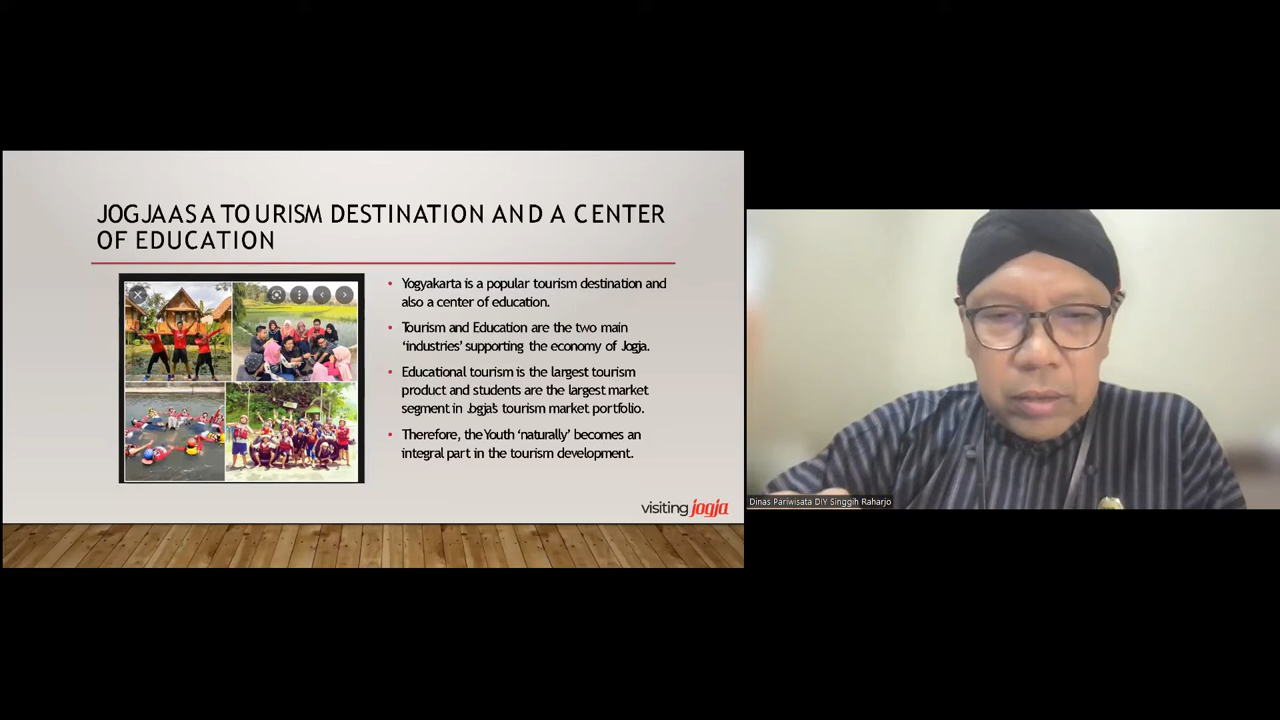 JOGJA AS A TOURISM DESTINATION AND A CENTER
OF EDUCATION
• Yogyakarta is a popular tourism destination and
also a center of education.
• Tourism and Education are the two main
‘industries’ supporting the economy of Jogja.
• Educational tourism is the largest tourism
product and students are the largest market
segment in Jogja’s tourism market portfolio.
• Therefore, the Youth ‘naturally’ becomes an
integral part in the tourism development.
visiting jogja
Dinas Pariwisata DIY Singgih Raharjo